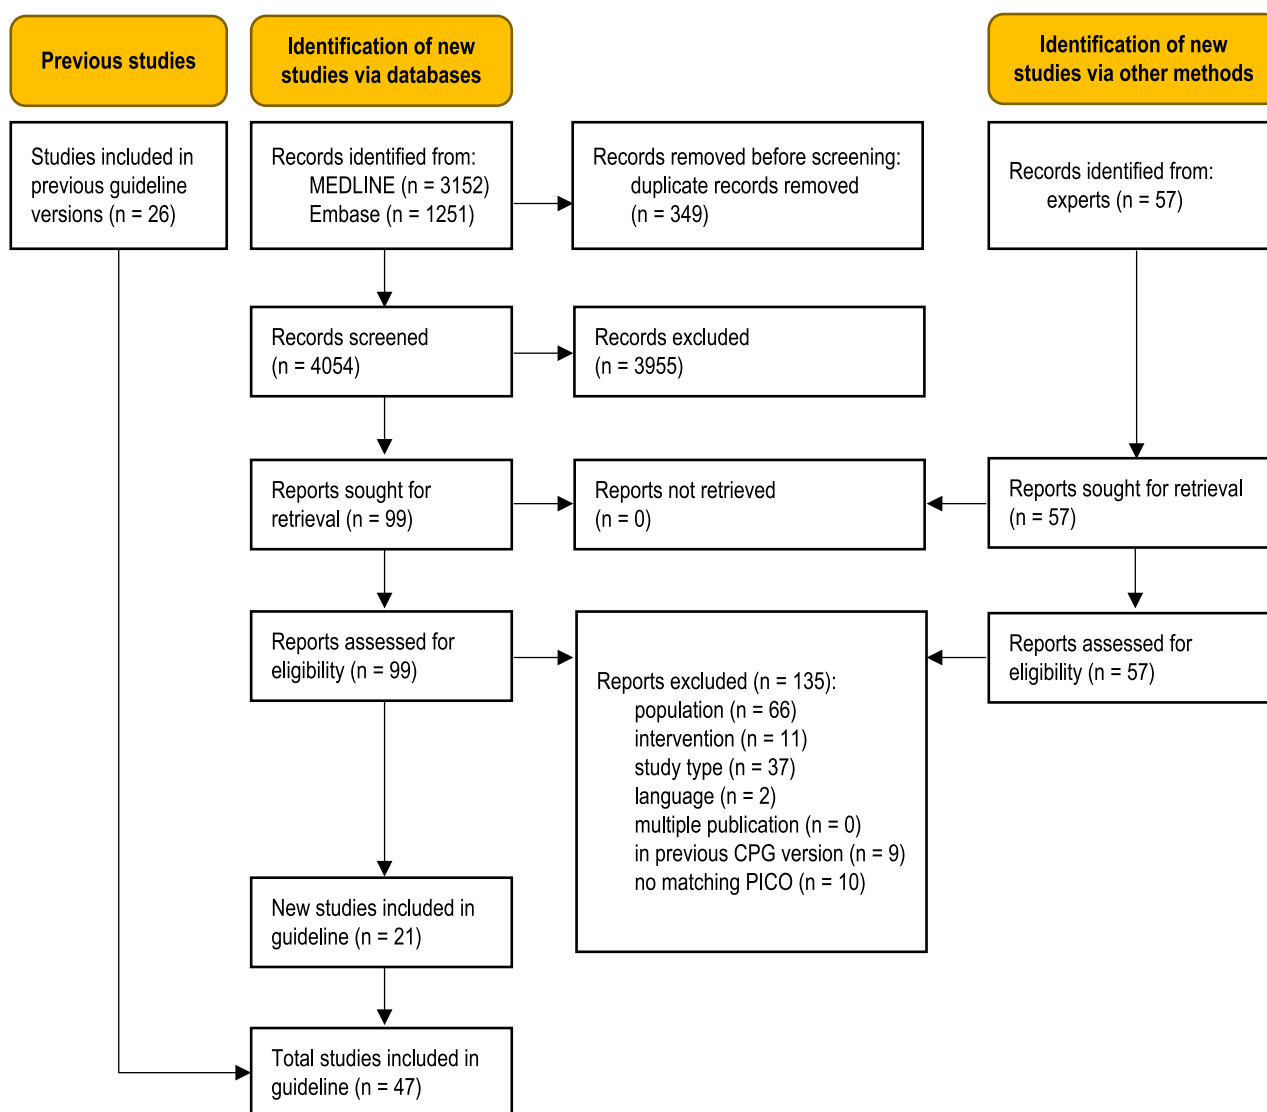 Previous studies
Identification of new
studies via databases
Identification of new
studies via other methods
Studies included in
previous guideline
versions (n = 26)
Records identified from:
MEDLINE (n = 3152)
Embase (n = 1251)
Records removed before screening:
duplicate records removed
(n = 349)
Records identified from:
experts (n = 57)
Records screened
(n = 4054)
Records excluded
(n = 3955)
Reports sought for
retrieval (n = 99)
Reports not retrieved
(n = 0)
Reports sought for retrieval
(n = 57)
Reports assessed for
eligibility (n = 99)
Reports excluded (n = 135):
population (n = 66)
intervention (n = 11)
study type (n = 37)
language (n = 2)
multiple publication (n = 0)
in previous CPG version (n = 9)
no matching PICO (n = 10)
Reports assessed for
eligibility (n = 57)
New studies included in
guideline (n = 21)
Total studies included in
guideline (n = 47)